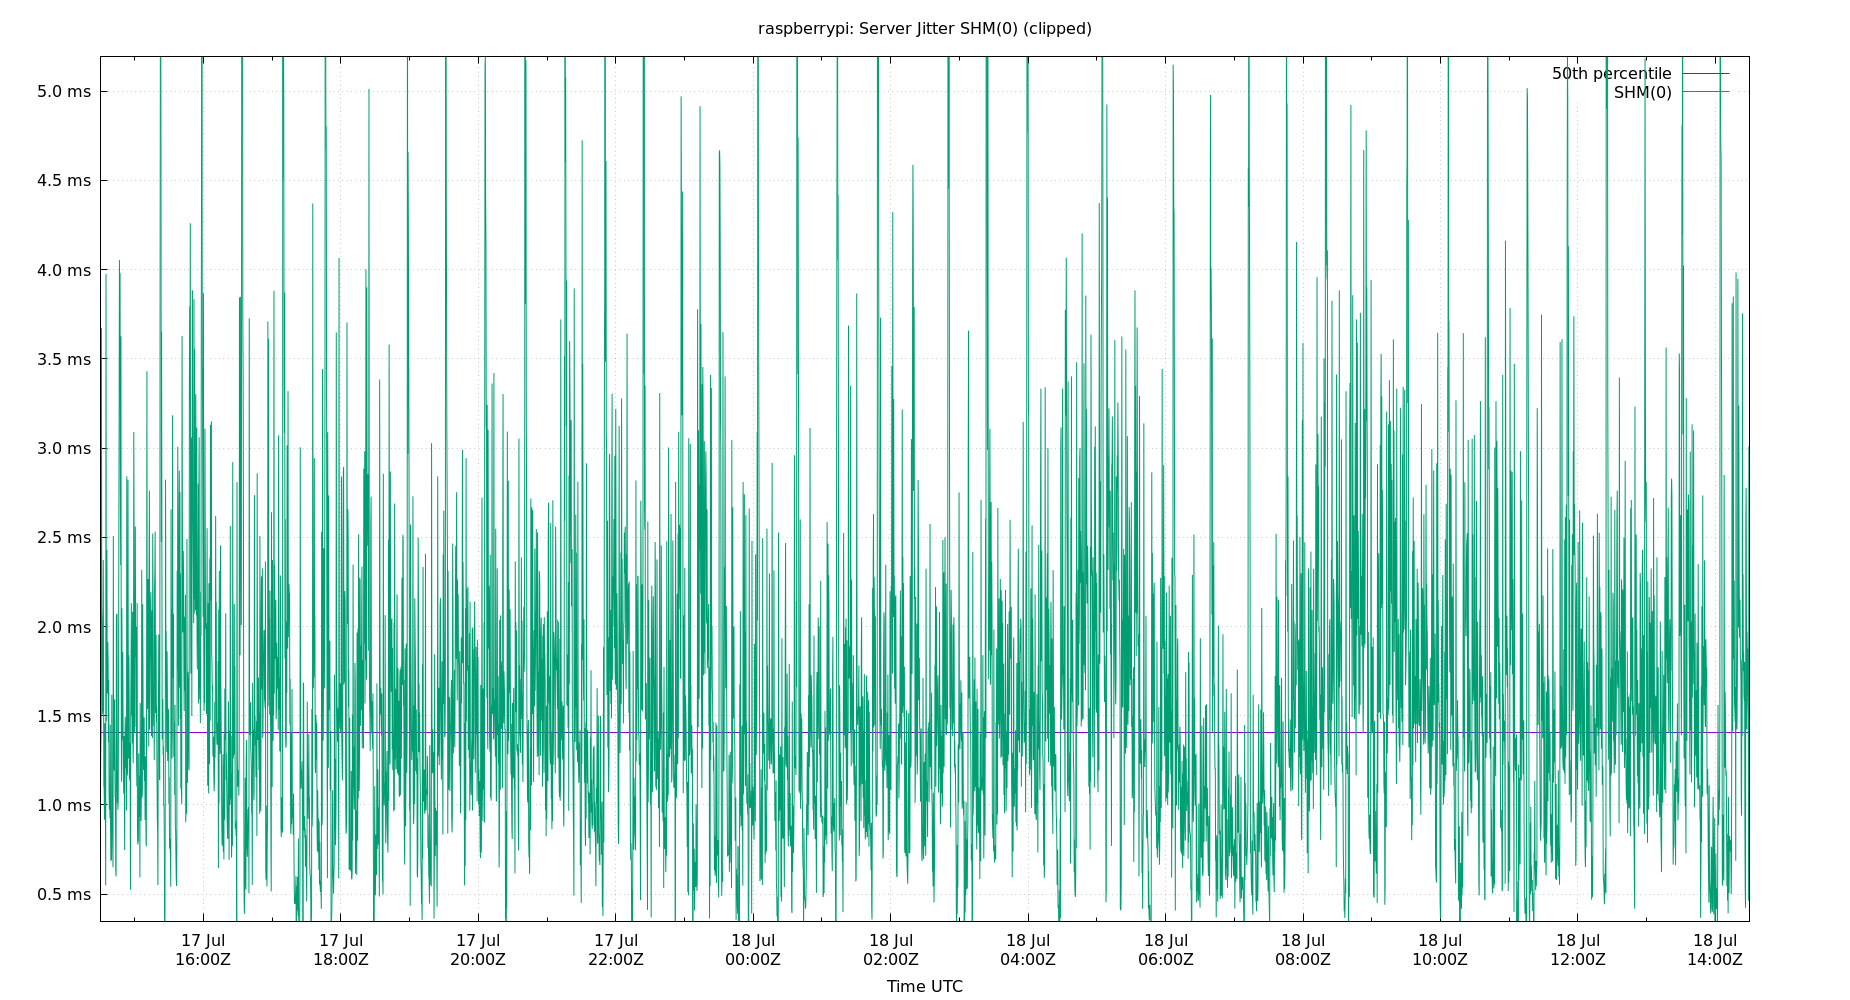 raspberrypi: Server Jitter SHM(0) (clipped)
50th percentile
SHM(0)
5.0 ms
4.5 ms
4.0 ms
3.5 ms
3.0 ms
2.5 ms
2.0 ms
1.5 ms
1.0 ms
0.5 ms
17 Jul 17 Jul 17 Jul 17 Jul 18 Jul 18 Jul 18 Jul 18 Jul 18 Jul 18 Jul 18 Jul 18 Jul
16:00Z 18:00Z 20:00Z 22:00Z 00:00Z 02:00Z 04:00Z 06:00Z 08:00Z 10:00Z 12:00Z 14:00Z
Time UTC